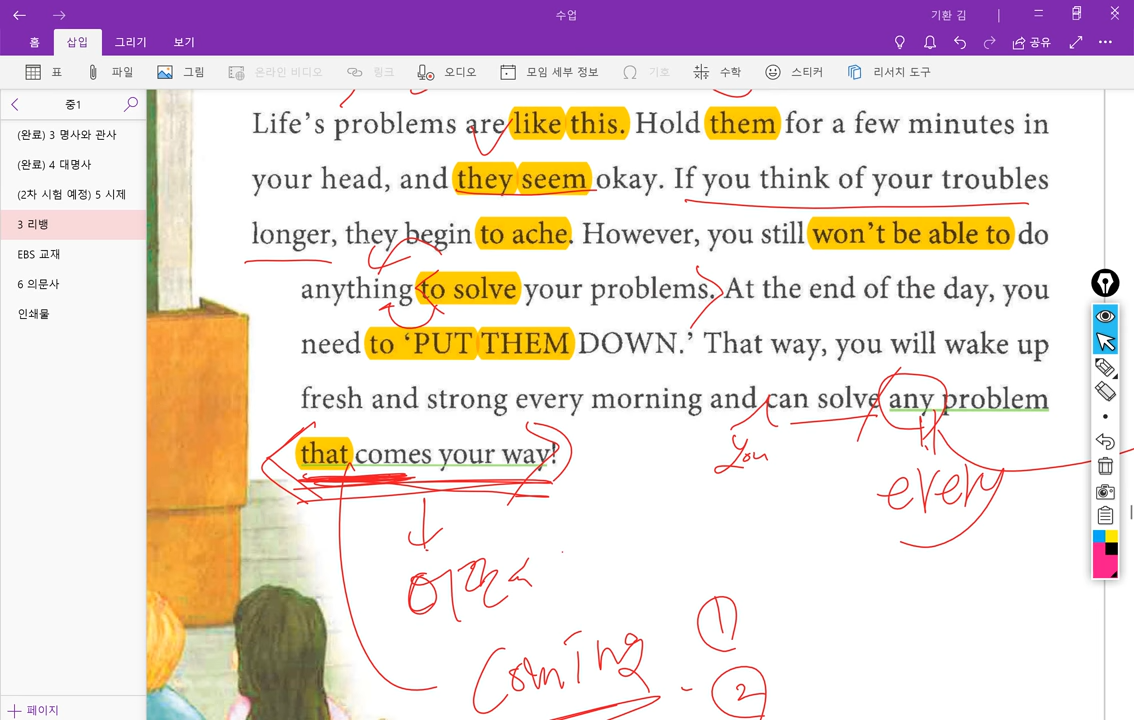 수업
기환 김
홈 삽입 그리기 보기
공유
표 파일 그림 온라인 비디오 링크 오디오 모임 세부 정보 기호 수학 스티커 리서치 도구
중1
(완료) 3 명사와 관사
(완료) 4 대명사
(2차 시험 예정) 5 시제
3 리뱅
EBS 교재
6 의문사
인쇄물
페이지
Life's problems are like this. Hold them for a few minutes in
your head, and they seem okay. If you think of your troubles
longer, they begin to ache. However, you still won't be able to do
anything to solve your problems. At the end of the day, you
need to 'PUT THEM DOWN.' That way, you will wake up
fresh and strong every morning and can solve any problem
that comes your way!
you
every
coming ①
②